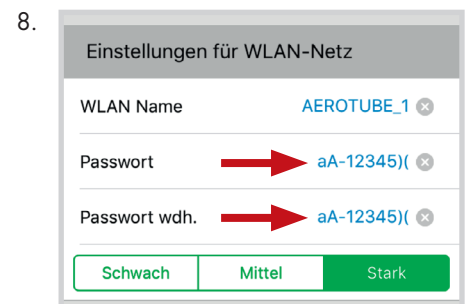 8.
Einstellungen für WLAN-Netz
WLAN Name AEROTUBE_1
Passwort aA-12345)(
Passwort wdh. aA-12345)(
Schwach Mittel Stark